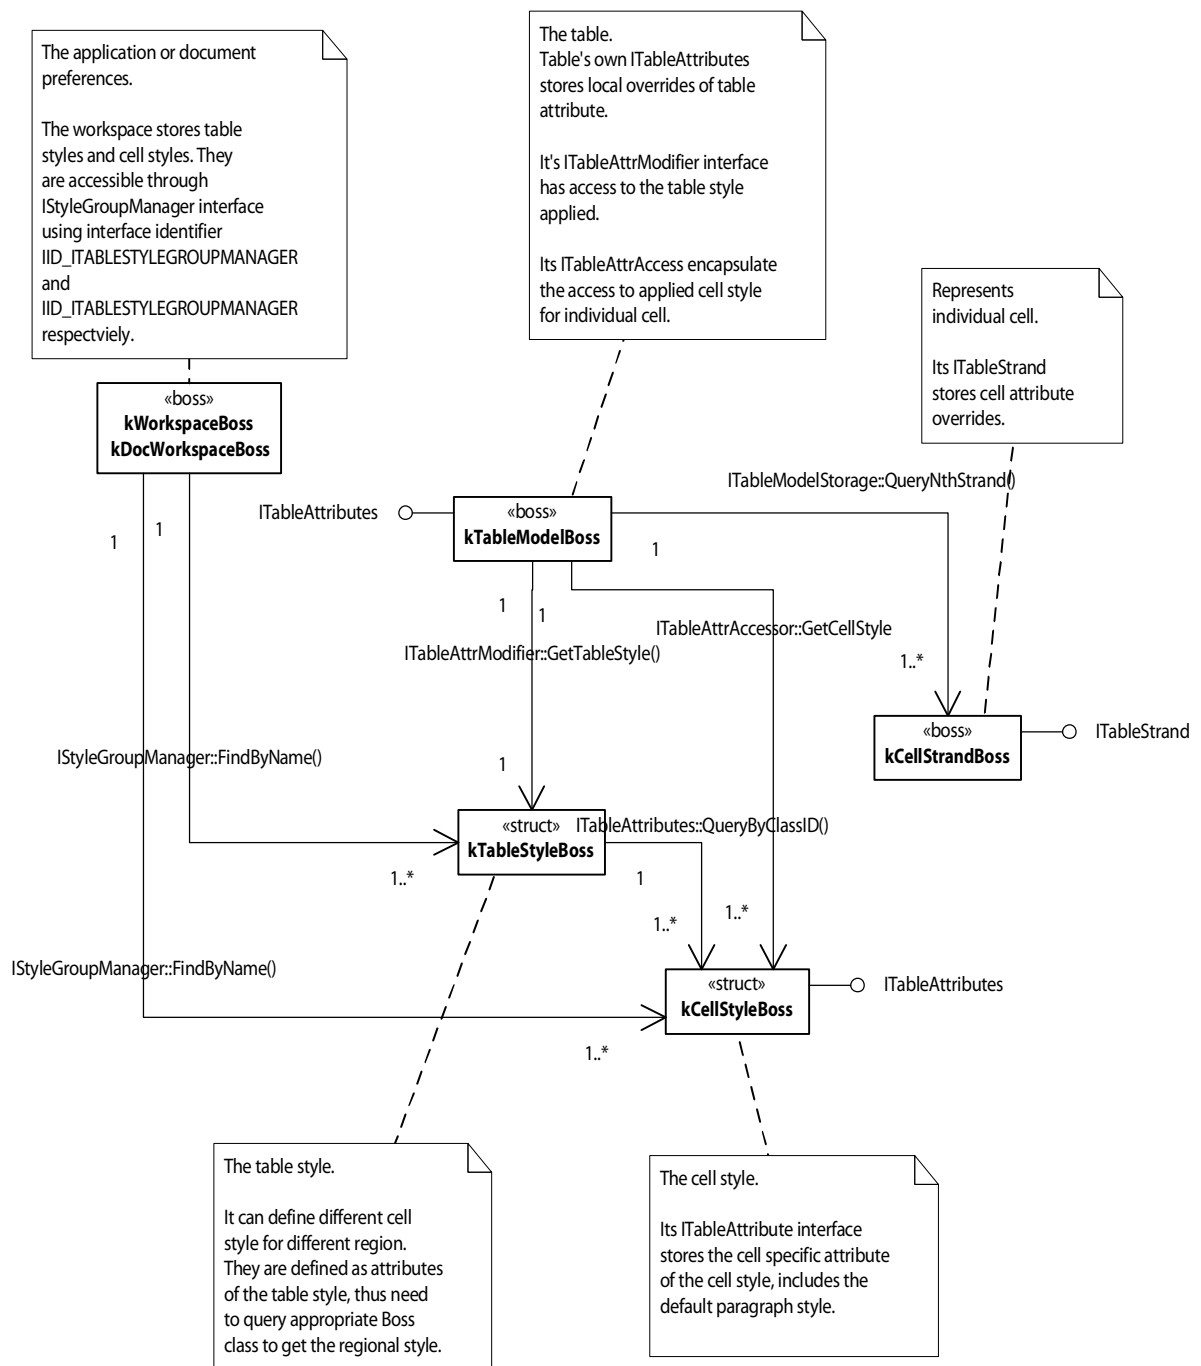 The application or document
preferences.
The workspace stores table
styles and cell styles. They
are accessible through
IStyleGroupManager interface
using interface identifier
IID_ITABLESTYLEGROUPMANAGER
and
IID_ITABLESTYLEGROUPMANAGER
respectviely.
The table.
Table's own ITableAttributes
stores local overrides of table
attribute.
It's ITableAttrModifier interface
has access to the table style
applied.
Its ITableAttrAccess encapsulate
the access to applied cell style
for individual cell.
Represents
individual cell.
Its ITableStrand
stores cell attribute
overrides.
«boss»
kWorkspaceBoss
kDocWorkspaceBoss
ITableModelStorage::QueryNthStrand()
ITableAttributes
«boss»
kTableModelBoss
1
1
1
1
1
ITableAttrAccessor::GetCellStyle
ITableAttrModifier::GetTableStyle()
1..*
«boss»
kCellStrandBoss
ITableStrand
IStyleGroupManager::FindByName()
1
«struct»
kTableStyleBoss
ITableAttributes::QueryByClassID()
1..*
1
1..*
1..*
IStyleGroupManager::FindByName()
«struct»
kCellStyleBoss
ITableAttributes
1..*
The table style.
It can define different cell
style for different region.
They are defined as attributes
of the table style, thus need
to query appropriate Boss
class to get the regional style.
The cell style.
Its ITableAttribute interface
stores the cell specific attribute
of the cell style, includes the
default paragraph style.